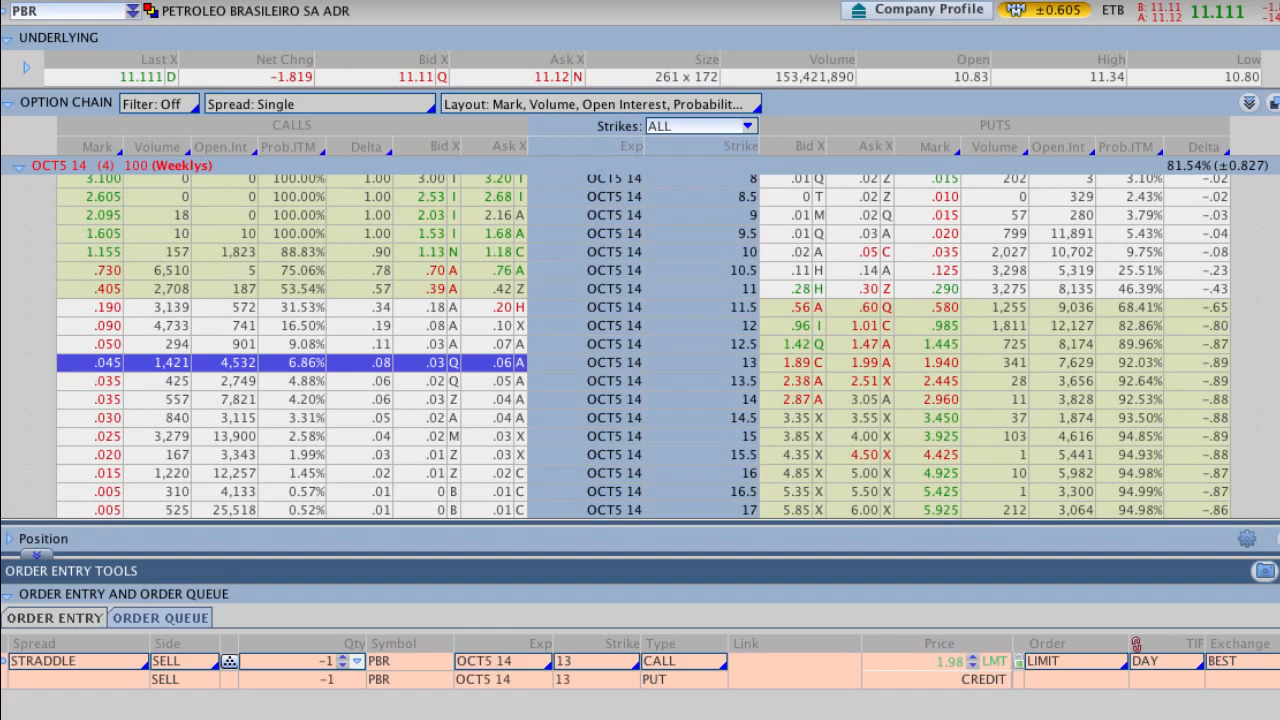 PBR PETROLEO BRASILEIRO SA ADR Company Profile ±0.605 ETB B: 11.11 A: 11.12 11.111
UNDERLYING
Last X Net Chng Bid X Ask X Size Volume Open High Low
11.111 D -1.819 11.11 Q 11.12 N 261 x 172 153,421,890 10.83 11.34 10.80
OPTION CHAIN Filter: Off Spread: Single Layout: Mark, Volume, Open Interest, Probabilit...
CALLS Strikes: ALL PUTS
Mark Volume Open.Int Prob.ITM Delta Bid X Ask X Exp Strike Bid X Ask X Mark Volume Open.Int Prob.ITM Delta
OCT5 14 (4) 100 (Weeklys) 81.54% (±0.827)
3.100 0 0 100.00% 1.00 3.00 I 3.20 I OCT5 14 8 .01 Q .02 Z .015 202 3 3.10% -.02
2.605 0 0 100.00% 1.00 2.53 I 2.68 I OCT5 14 8.5 0 T .02 Z .010 0 329 2.43% -.02
2.095 18 0 100.00% 1.00 2.03 I 2.16 A OCT5 14 9 .01 M .02 Q .015 57 280 3.79% -.03
1.605 10 10 100.00% 1.00 1.53 I 1.68 A OCT5 14 9.5 .01 Q .03 A .020 799 11,891 5.43% -.04
1.155 157 1,823 88.83% .90 1.13 N 1.18 C OCT5 14 10 .02 A .05 C .035 2,027 10,702 9.75% -.08
.730 6,510 5 75.06% .78 .70 A .76 A OCT5 14 10.5 .11 H .14 A .125 3,298 5,319 25.51% -.23
.405 2,708 187 53.54% .57 .39 A .42 Z OCT5 14 11 .28 H .30 Z .290 3,275 8,135 46.39% -.43
.190 3,139 572 31.53% .34 .18 A .20 H OCT5 14 11.5 .56 A .60 Q .580 1,255 9,036 68.41% -.65
.090 4,733 741 16.50% .19 .08 A .10 X OCT5 14 12 .96 I 1.01 C .985 1,811 12,127 82.86% -.80
.050 294 901 9.08% .11 .03 A .07 A OCT5 14 12.5 1.42 Q 1.47 A 1.445 725 8,174 89.96% -.87
.045 1,421 4,532 6.86% .08 .03 Q .06 A OCT5 14 13 1.89 C 1.99 A 1.940 341 7,629 92.03% -.89
.035 425 2,749 4.88% .06 .02 Q .05 A OCT5 14 13.5 2.38 A 2.51 X 2.445 28 3,656 92.64% -.89
.035 557 7,821 4.20% .06 .03 Z .04 A OCT5 14 14 2.87 A 3.05 A 2.960 11 3,828 92.53% -.88
.030 840 3,115 3.31% .05 .02 A .04 A OCT5 14 14.5 3.35 X 3.55 X 3.450 37 1,874 93.50% -.88
.025 3,279 13,900 2.58% .04 .02 M .03 X OCT5 14 15 3.85 X 4.00 X 3.925 103 4,616 94.85% -.89
.020 167 3,343 1.99% .03 .01 Z .03 X OCT5 14 15.5 4.35 X 4.50 X 4.425 1 5,441 94.93% -.88
.015 1,220 12,257 1.45% .02 .01 Z .02 C OCT5 14 16 4.85 X 5.00 X 4.925 10 5,982 94.98% -.87
.005 310 4,133 0.57% .01 0 B .01 C OCT5 14 16.5 5.35 X 5.50 X 5.425 1 3,300 94.99% -.87
.005 525 25,518 0.52% .01 0 B .01 C OCT5 14 17 5.85 X 6.00 X 5.925 212 3,064 94.94% -.86
Position
ORDER ENTRY TOOLS
ORDER ENTRY AND ORDER QUEUE
ORDER ENTRY ORDER QUEUE
Spread Side Qty Symbol Exp Strike Type Link Price Order TIF Exchange
STRADDLE SELL -1 PBR OCT5 14 13 CALL 1.98 LMT LIMIT DAY BEST
SELL -1 PBR OCT5 14 13 PUT CREDIT